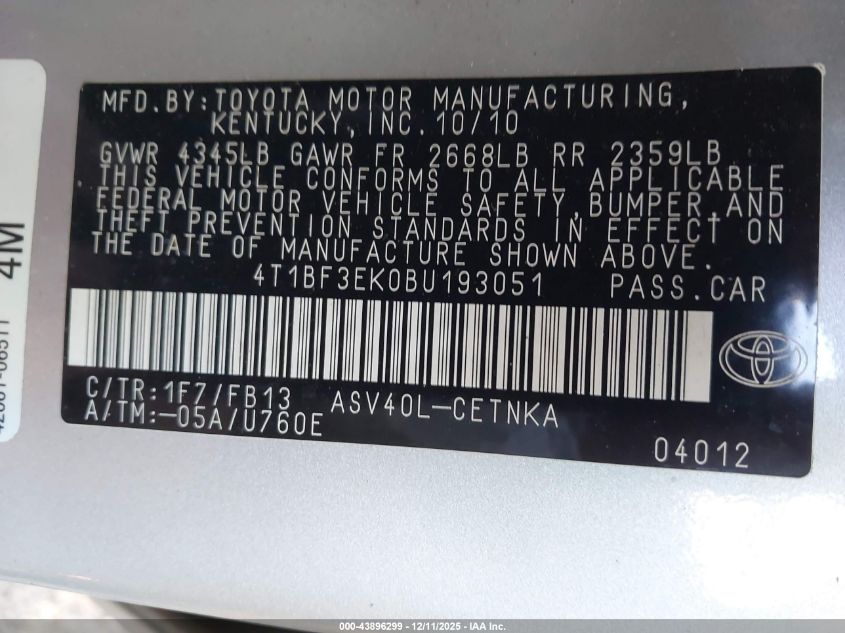 MFD.BY:TOYOTA MOTOR MANUFACTURING,
KENTUCKY,INC.10/10
GVWR 4345LB GAWR FR 2668LB RR 2359LB
THIS VEHICLE CONFORMS TO ALL APPLICABLE
FEDERAL MOTOR VEHICLE SAFETY,BUMPER,AND
THEFT PREVENTION STANDARDS IN EFFECT ON
THE DATE OF MANUFACTURE SHOWN ABOVE.
4T1BF3EK0BU193051 PASS.CAR
C/TR:1F7/FB13 ASV40L-CETNKA
A/TM:-05A/U760E
04012
4M
000-43896299 - 12/11/2025 - IAA Inc.